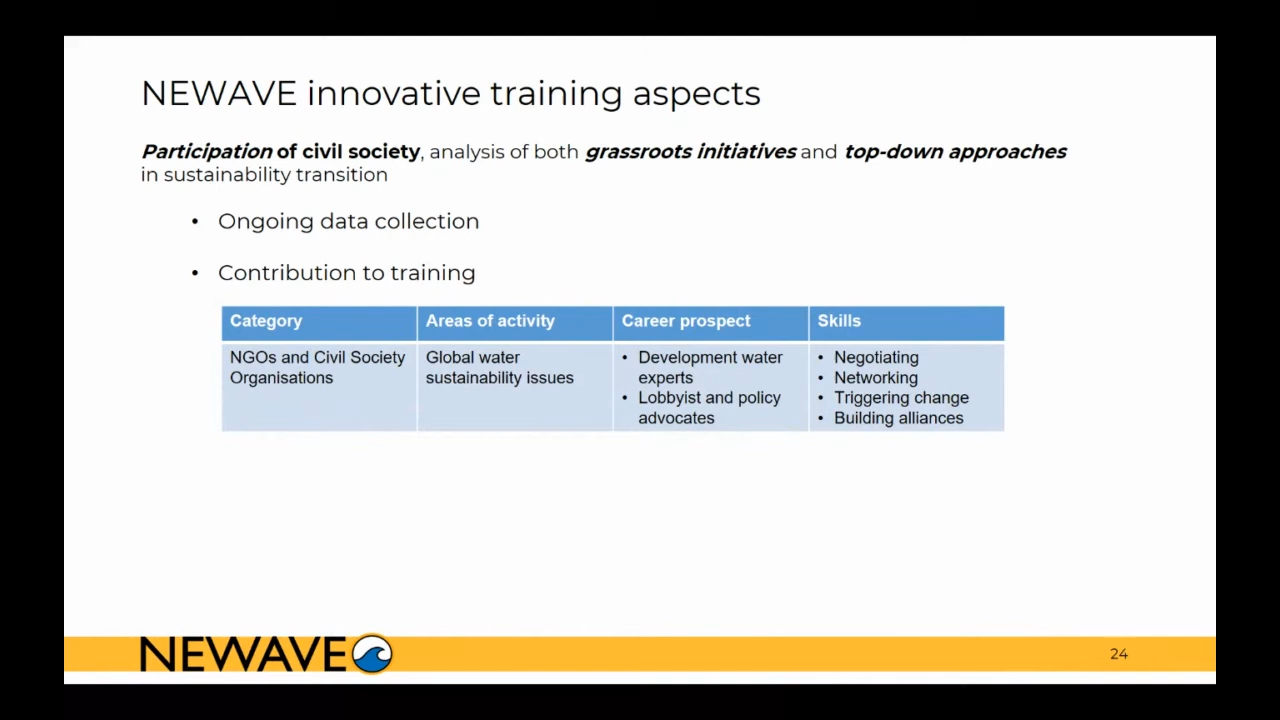 NEWAVE innovative training aspects
Participation of civil society, analysis of both grassroots initiatives and top-down approaches
in sustainability transition
• Ongoing data collection
• Contribution to training
Category Areas of activity Career prospect Skills
NGOs and Civil Society
Organisations
Global water
sustainability issues
• Development water
experts
• Lobbyist and policy
advocates
• Negotiating
• Networking
• Triggering change
• Building alliances
NEWAVE
24